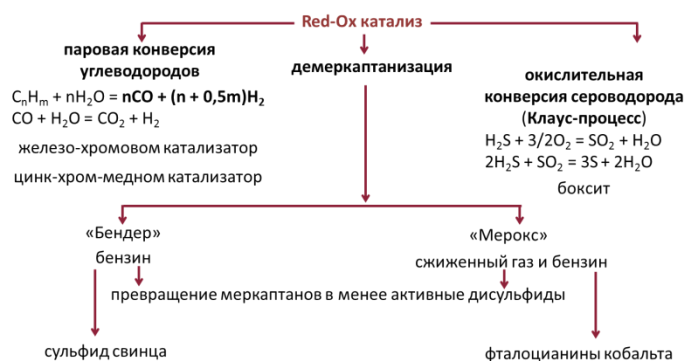 Red-Ox катализ
паровая конверсия
углеводородов
CₙHₘ + nH₂O = nCO + (n + 0,5m)H₂
CO + H₂O = CO₂ + H₂
железо-хромовом катализатор
цинк-хром-медном катализатор
демеркаптанизация
окислительная
конверсия сероводорода
(Клаус-процесс)
H₂S + 3/2O₂ = SO₂ + H₂O
2H₂S + SO₂ = 3S + 2H₂O
боксит
«Бендер»
бензин
«Мерокс»
сжиженный газ и бензин
превращение меркаптанов в менее активные дисульфиды
сульфид свинца
фталоцианины кобальта